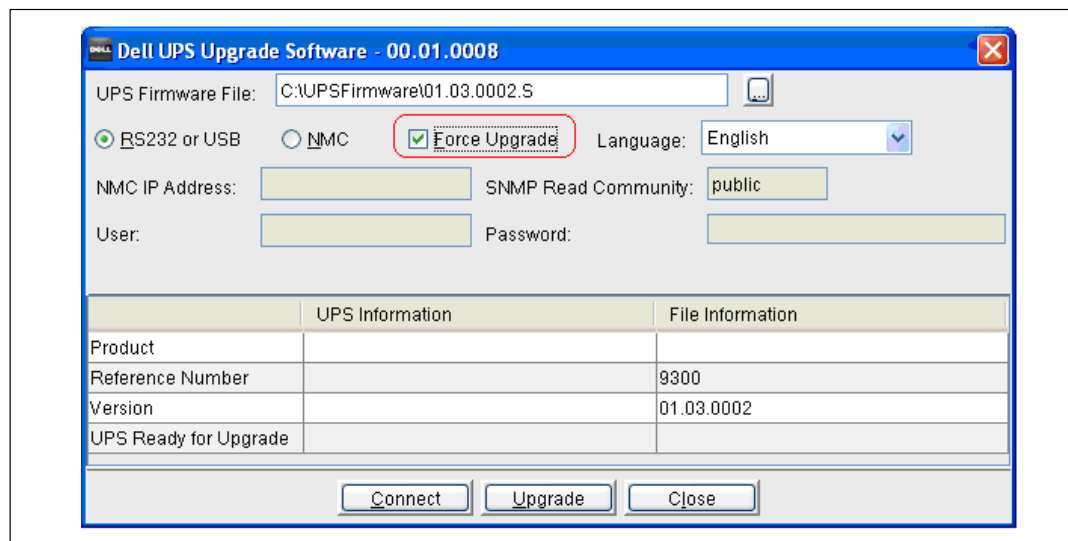 DELL Dell UPS Upgrade Software - 00.01.0008
UPS Firmware File: C:\UPSFirmware\01.03.0002.S ...
RS232 or USB NMC Force Upgrade Language: English
NMC IP Address: SNMP Read Community: public
User: Password:
UPS Information File Information
Product
Reference Number 9300
Version 01.03.0002
UPS Ready for Upgrade
Connect Upgrade Close